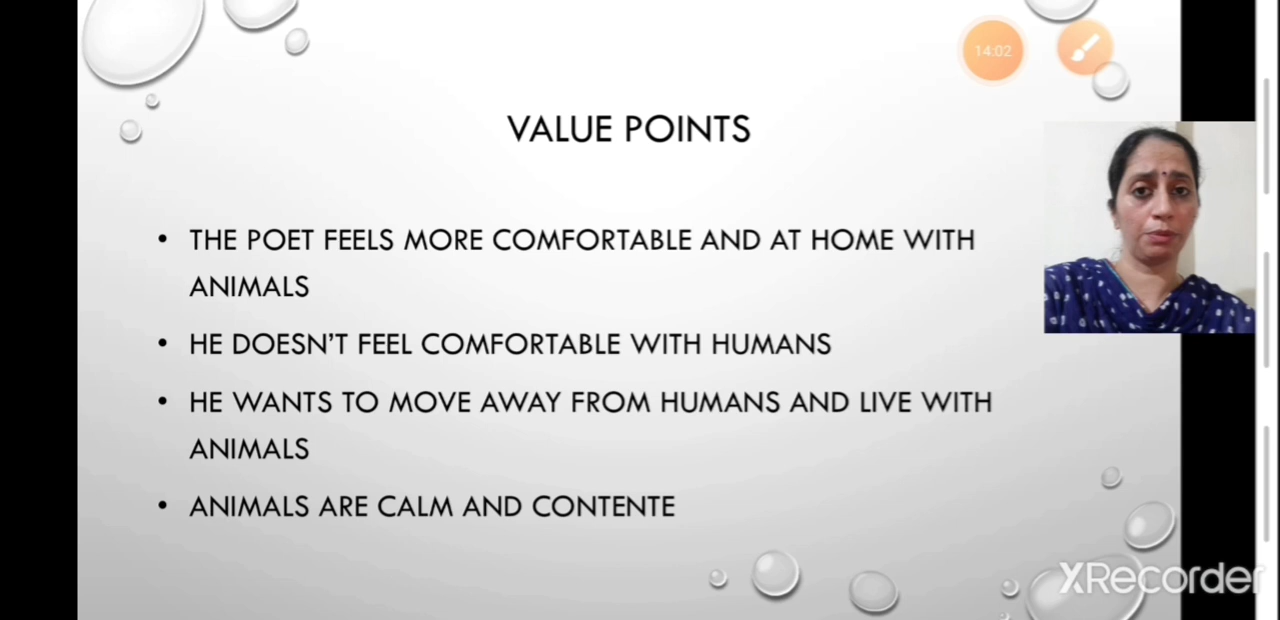 14:02
VALUE POINTS
• THE POET FEELS MORE COMFORTABLE AND AT HOME WITH
ANIMALS
• HE DOESN'T FEEL COMFORTABLE WITH HUMANS
• HE WANTS TO MOVE AWAY FROM HUMANS AND LIVE WITH
ANIMALS
• ANIMALS ARE CALM AND CONTENTE
XRecorder